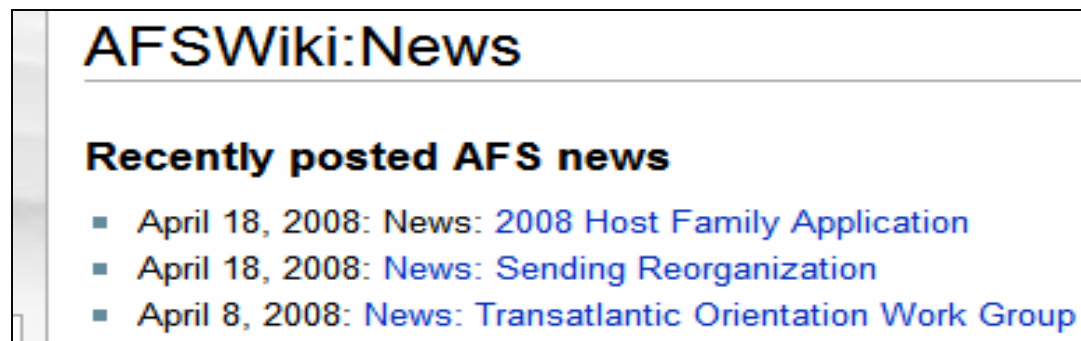 AFSWiki:News
Recently posted AFS news
April 18, 2008: News: 2008 Host Family Application
April 18, 2008: News: Sending Reorganization
April 8, 2008: News: Transatlantic Orientation Work Group